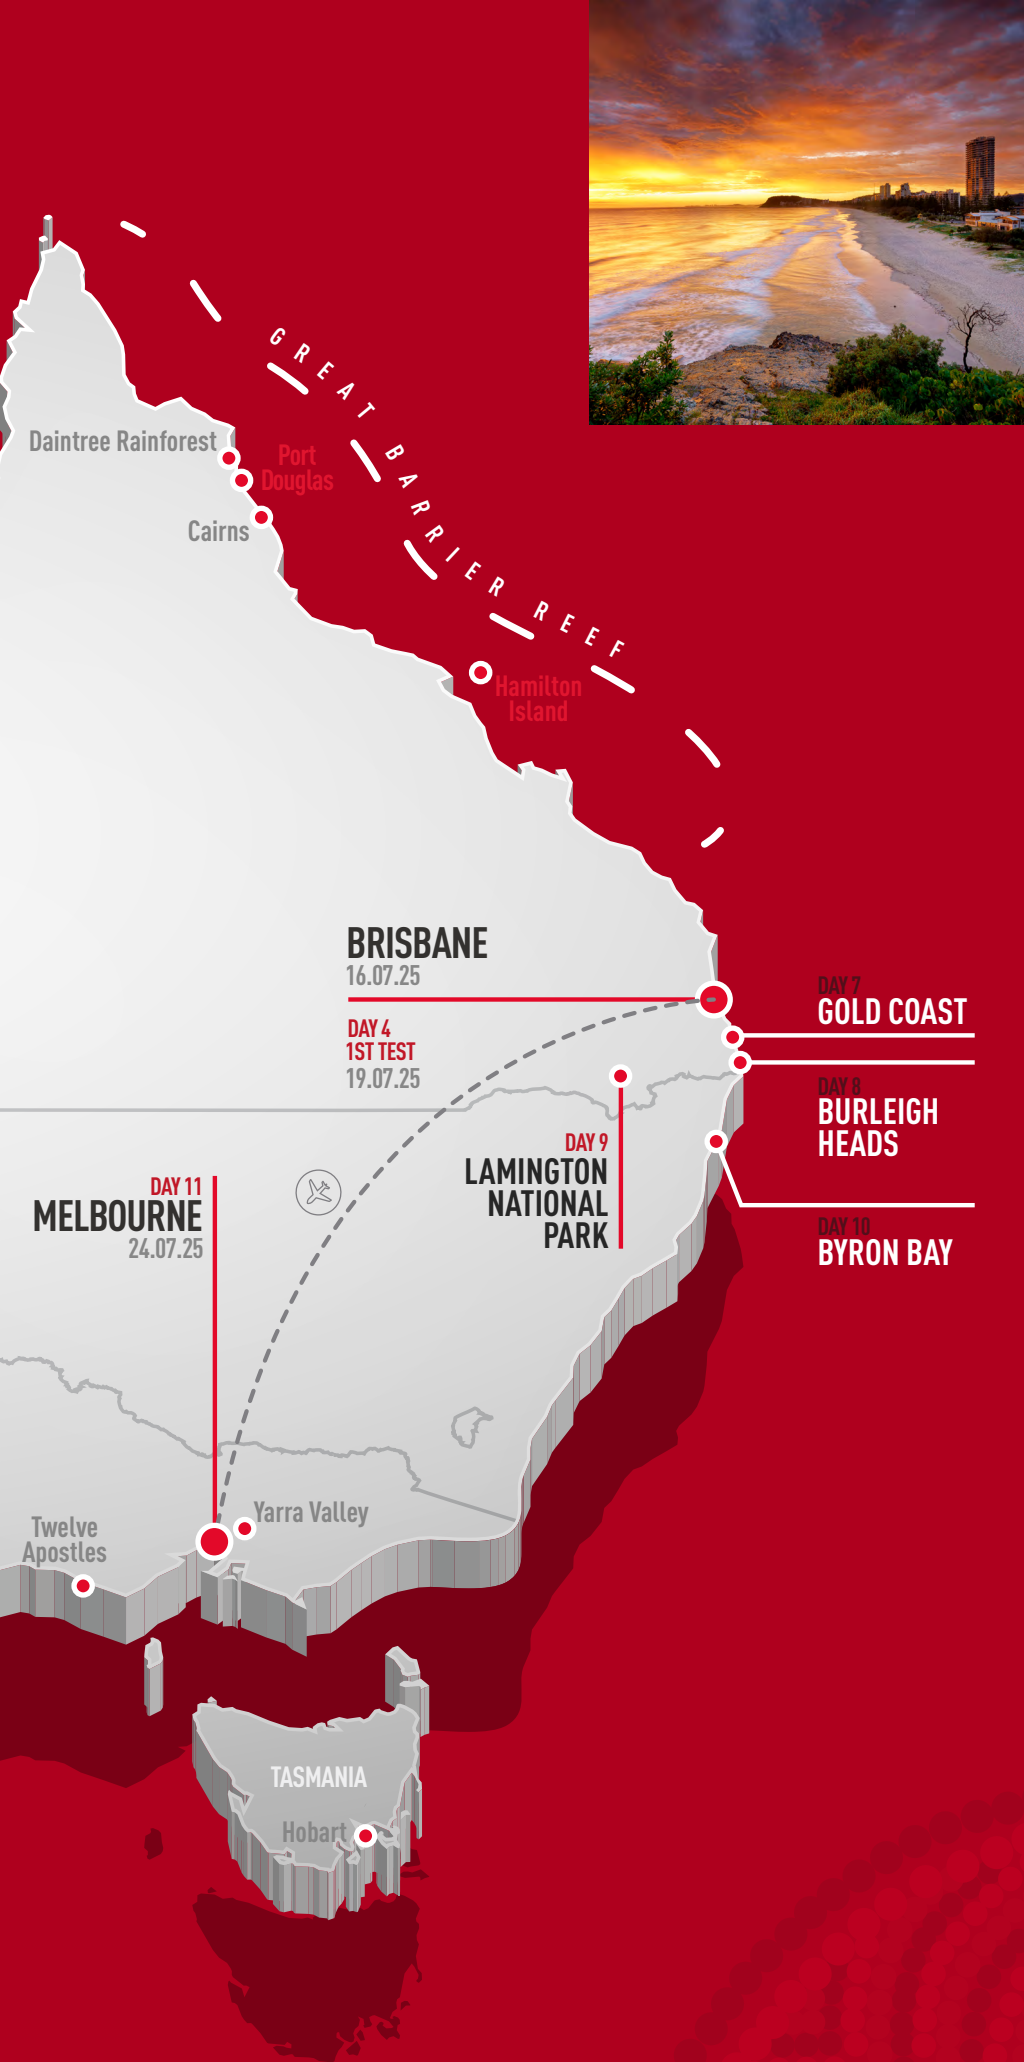 GREAT BARRIER REEF
Daintree Rainforest
Port
Douglas
Cairns
Hamilton
Island
BRISBANE
16.07.25
DAY 4
1ST TEST
19.07.25
DAY 7
GOLD COAST
DAY 8
BURLEIGH
HEADS
DAY 9
LAMINGTON
NATIONAL
PARK
DAY 10
BYRON BAY
DAY 11
MELBOURNE
24.07.25
Yarra Valley
Twelve
Apostles
TASMANIA
Hobart